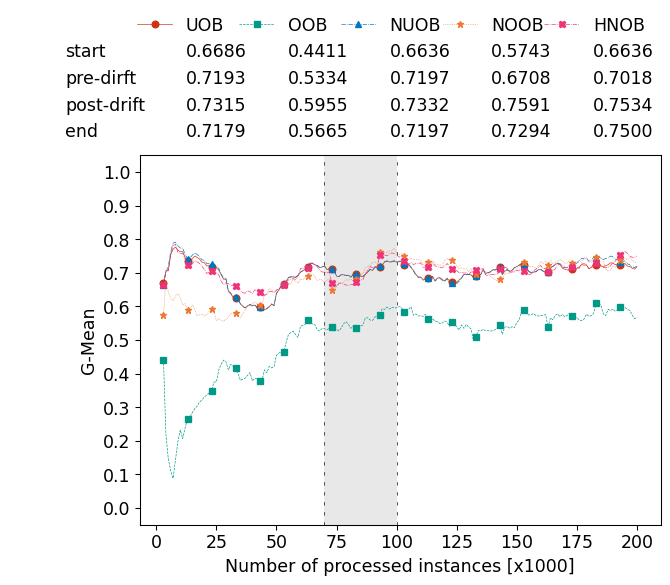 UOB OOB NUOB NOOB HNOB
start 0.6686 0.4411 0.6636 0.5743 0.6636
pre-dirft 0.7193 0.5334 0.7197 0.6708 0.7018
post-drift 0.7315 0.5955 0.7332 0.7591 0.7534
end 0.7179 0.5665 0.7197 0.7294 0.7500
1.0
0.9
0.8
0.7
0.6
0.5
0.4
0.3
0.2
0.1
0.0
G-Mean
0 25 50 75 100 125 150 175 200
Number of processed instances [x1000]